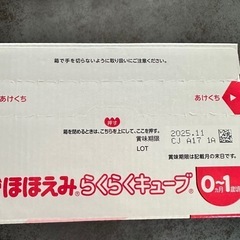 箱で手を切らないように取り扱いにご注意ください。
あけくち
あけくち
押す
箱を閉めるときは、こちらを上にして、ここを押す。
賞味期限
2025.11
LOT
CJ A17 1A
賞味期限は記載月の末日です。
ほほえみ らくらくキューブ
0ヵ月~1歳頃